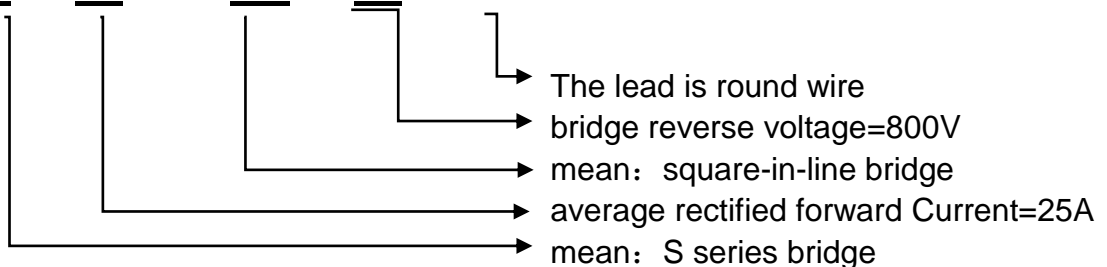 The lead is round wire
bridge reverse voltage=800V
mean：square-in-line bridge
average rectified forward Current=25A
mean：S series bridge